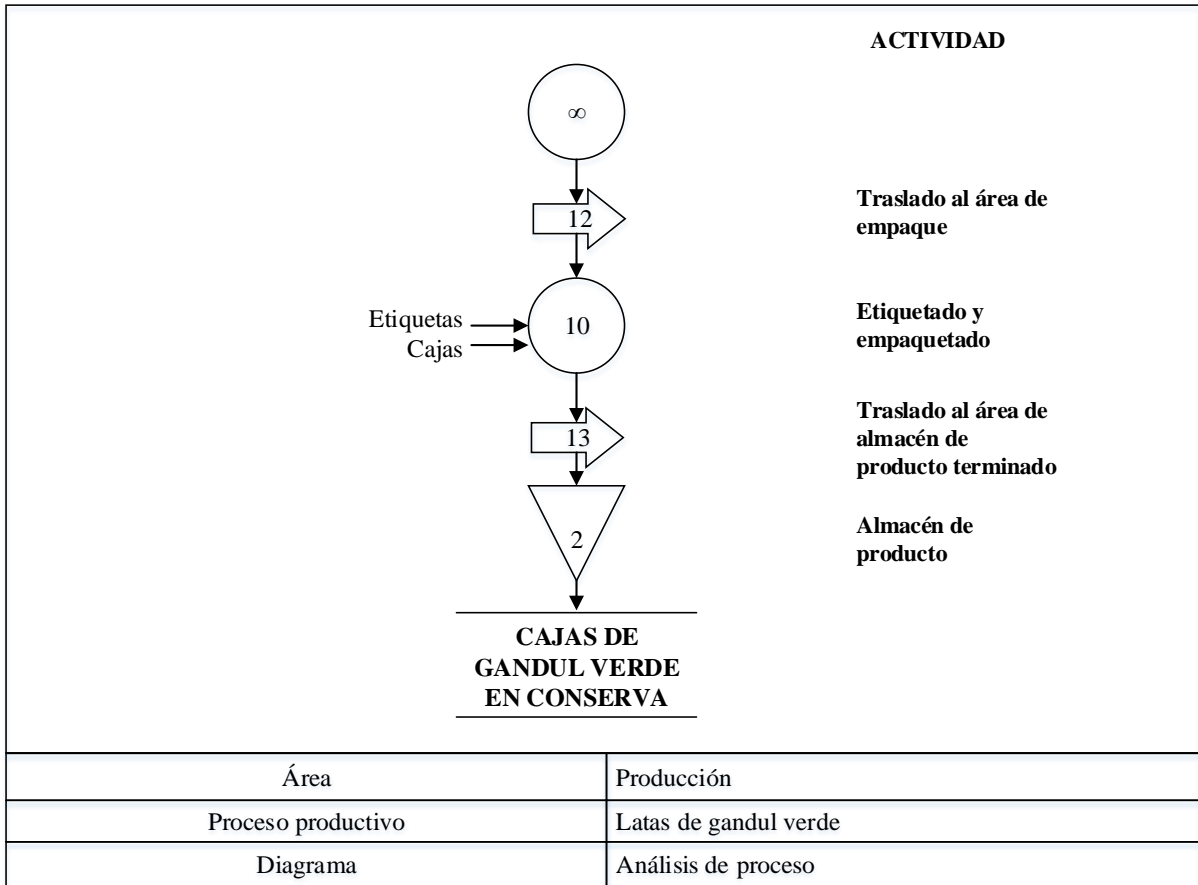 ACTIVIDAD
∞
12
Traslado al área de
empaque
Etiquetas
Cajas
10
Etiquetado y
empaquetado
13
Traslado al área de
almacén de
producto terminado
2
Almacén de
producto
CAJAS DE
GANDUL VERDE
EN CONSERVA
Área
Producción
Proceso productivo
Latas de gandul verde
Diagrama
Análisis de proceso